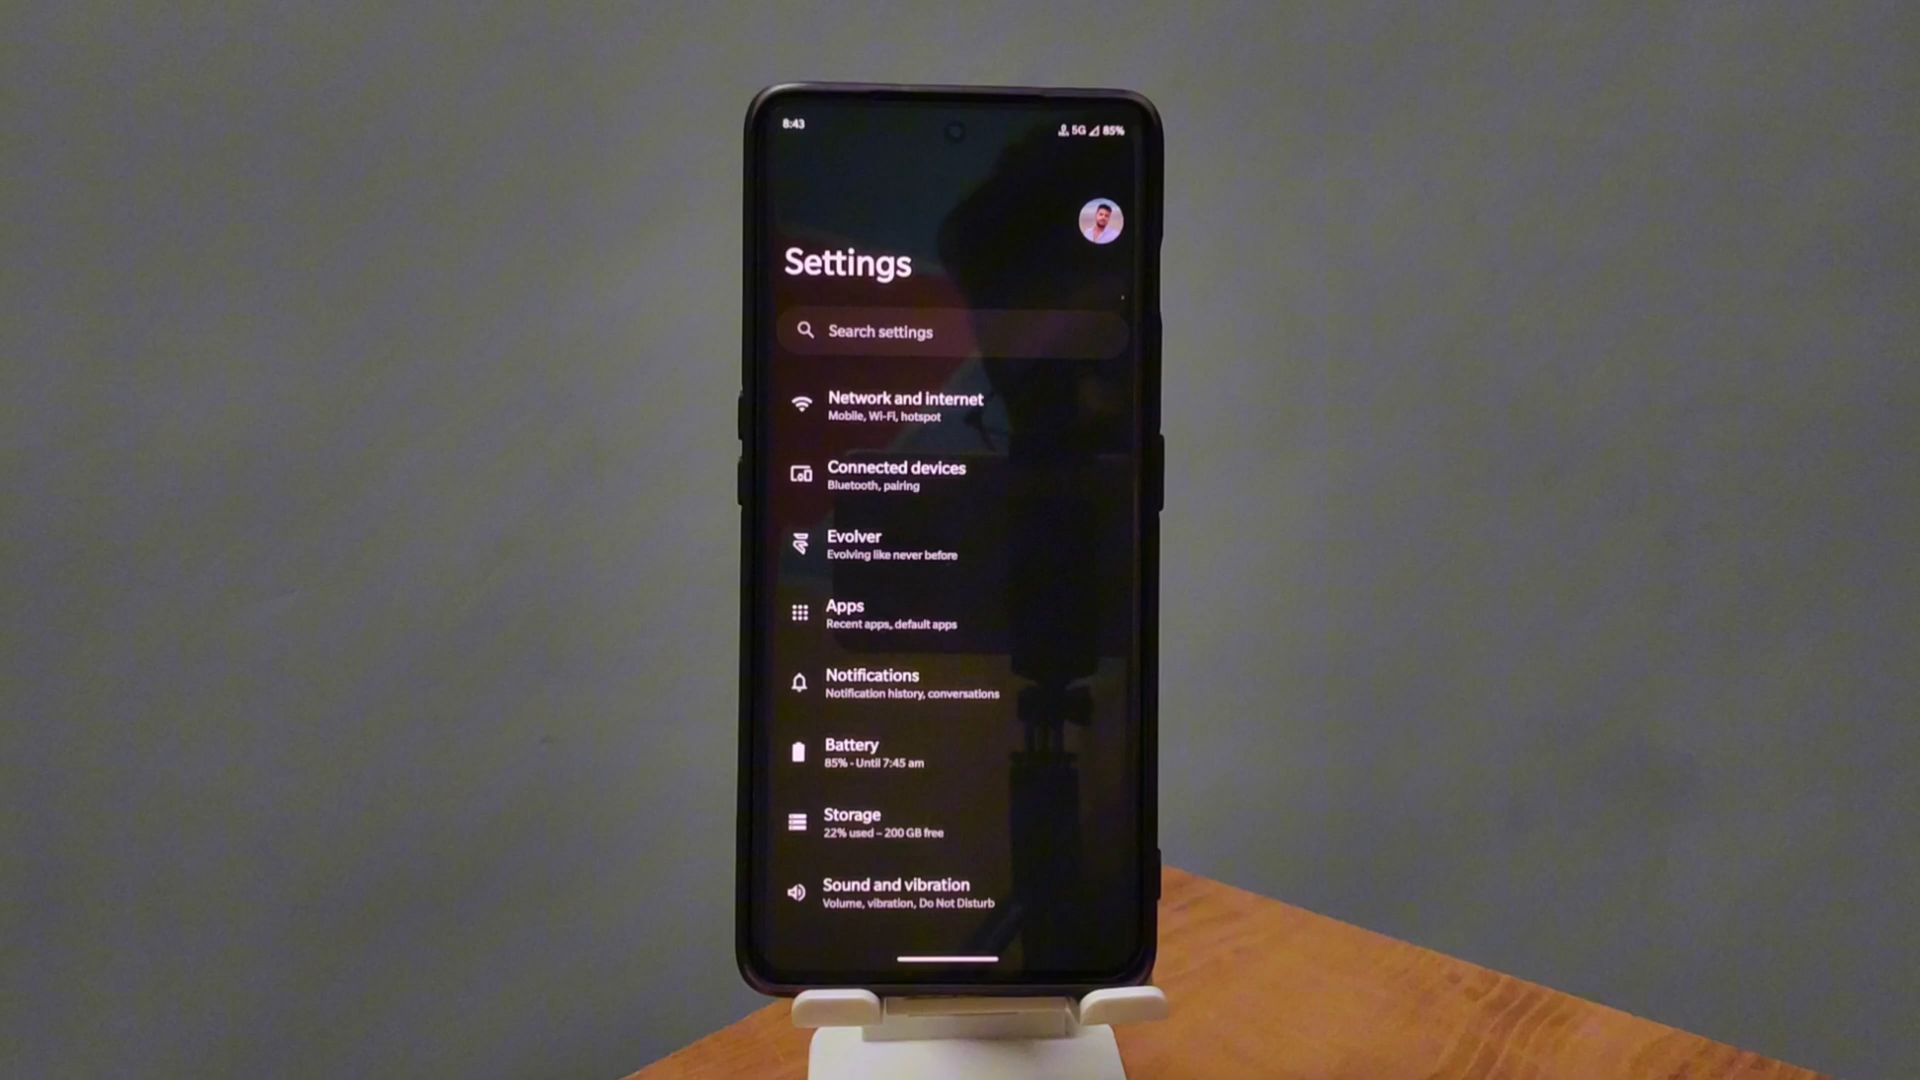 8:43
5G 85%
Settings
Search settings
Network and internet
Mobile, Wi-Fi, hotspot
Connected devices
Bluetooth, pairing
Evolver
Evolving like never before
Apps
Recent apps, default apps
Notifications
Notification history, conversations
Battery
85% - Until 7:45 am
Storage
22% used – 200 GB free
Sound and vibration
Volume, vibration, Do Not Disturb